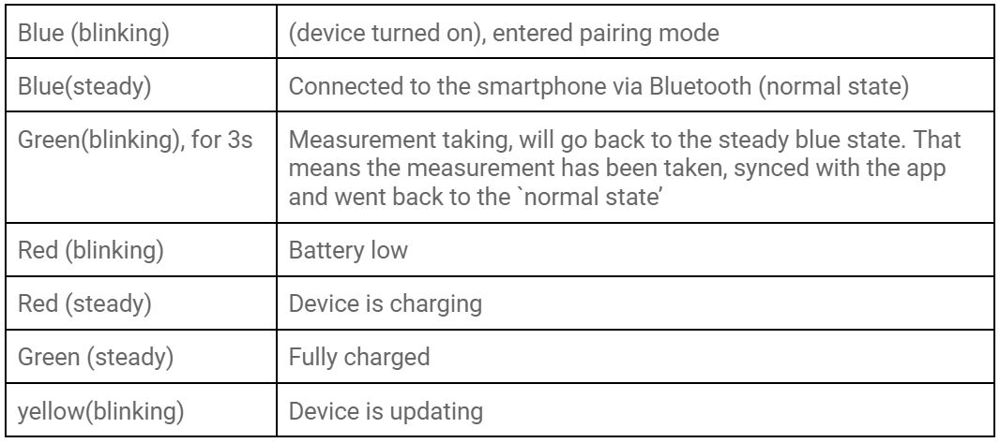 Blue (blinking)
(device turned on), entered pairing mode
Blue(steady)
Connected to the smartphone via Bluetooth (normal state)
Green(blinking), for 3s
Measurement taking, will go back to the steady blue state. That
means the measurement has been taken, synced with the app
and went back to the `normal state’
Red (blinking)
Battery low
Red (steady)
Device is charging
Green (steady)
Fully charged
yellow(blinking)
Device is updating